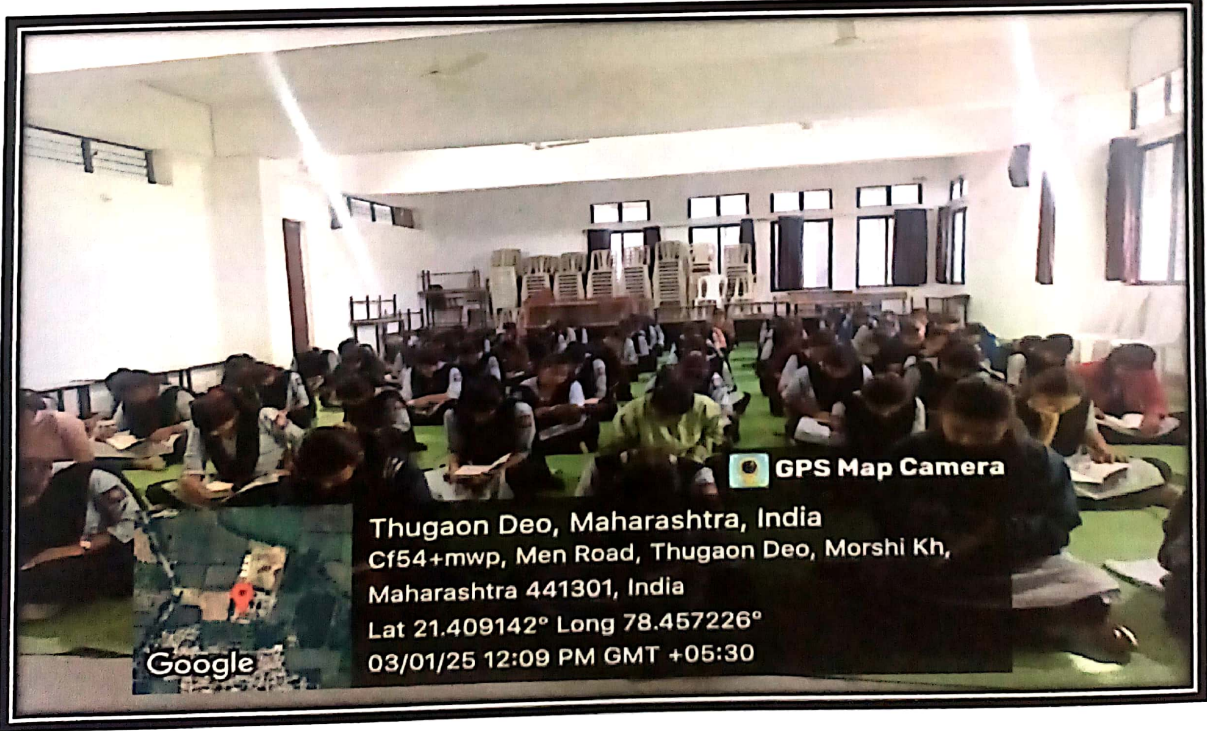 GPS Map Camera
Thugaon Deo, Maharashtra, India
Cf54+mwp, Men Road, Thugaon Deo, Morshi Kh,
Maharashtra 441301, India
Lat 21.409142° Long 78.457226°
03/01/25 12:09 PM GMT +05:30
Google